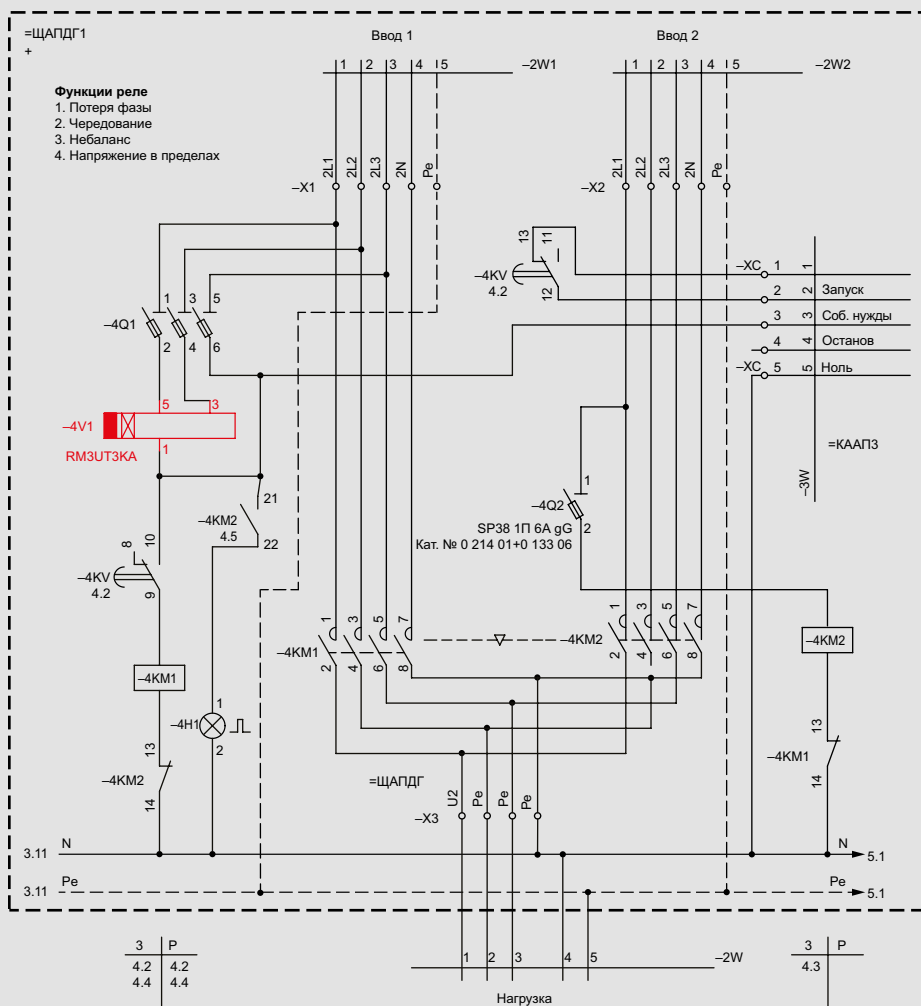 =ЩАПДГ1
+
Ввод 1
Ввод 2
1 2 3 4 5 –2W1
1 2 3 4 5 –2W2
Функции реле
1. Потеря фазы
2. Чередование
3. Небаланс
4. Напряжение в пределах
2L1 2L2 2L3 2N Pe
–X1
2L1 2L2 2L3 2N Pe
–X2
13 11
–4KV
4.2
12
–XC 1 1
2 2 Запуск
3 3 Соб. нужды
4 4 Останов
–XC 5 5 Ноль
=КААП3
–3W
1 3 5
–4Q1
2 4 6
5 3
–4V1
1
RM3UT3KA
21
–4KM2
4.5
22
8 10
–4KV
4.2
9
1
–4Q2
2
SP38 1П 6A gG
Кат. № 0 214 01+0 133 06
1 3 5 7
–4KM1
2 4 6 8
1 3 5 7
–4KM2
2 4 6 8
–4KM2
–4KM1
1
–4H1
2
13
–4KM2
14
13
–4KM1
14
=ЩАПДГ
U2 Pe Pe Pe
–X3
3.11 N
N 5.1
3.11 Pe
Pe 5.1
3 P
4.2 4.2
4.4 4.4
1 2 3 4 5 –2W
Нагрузка
3 P
4.3